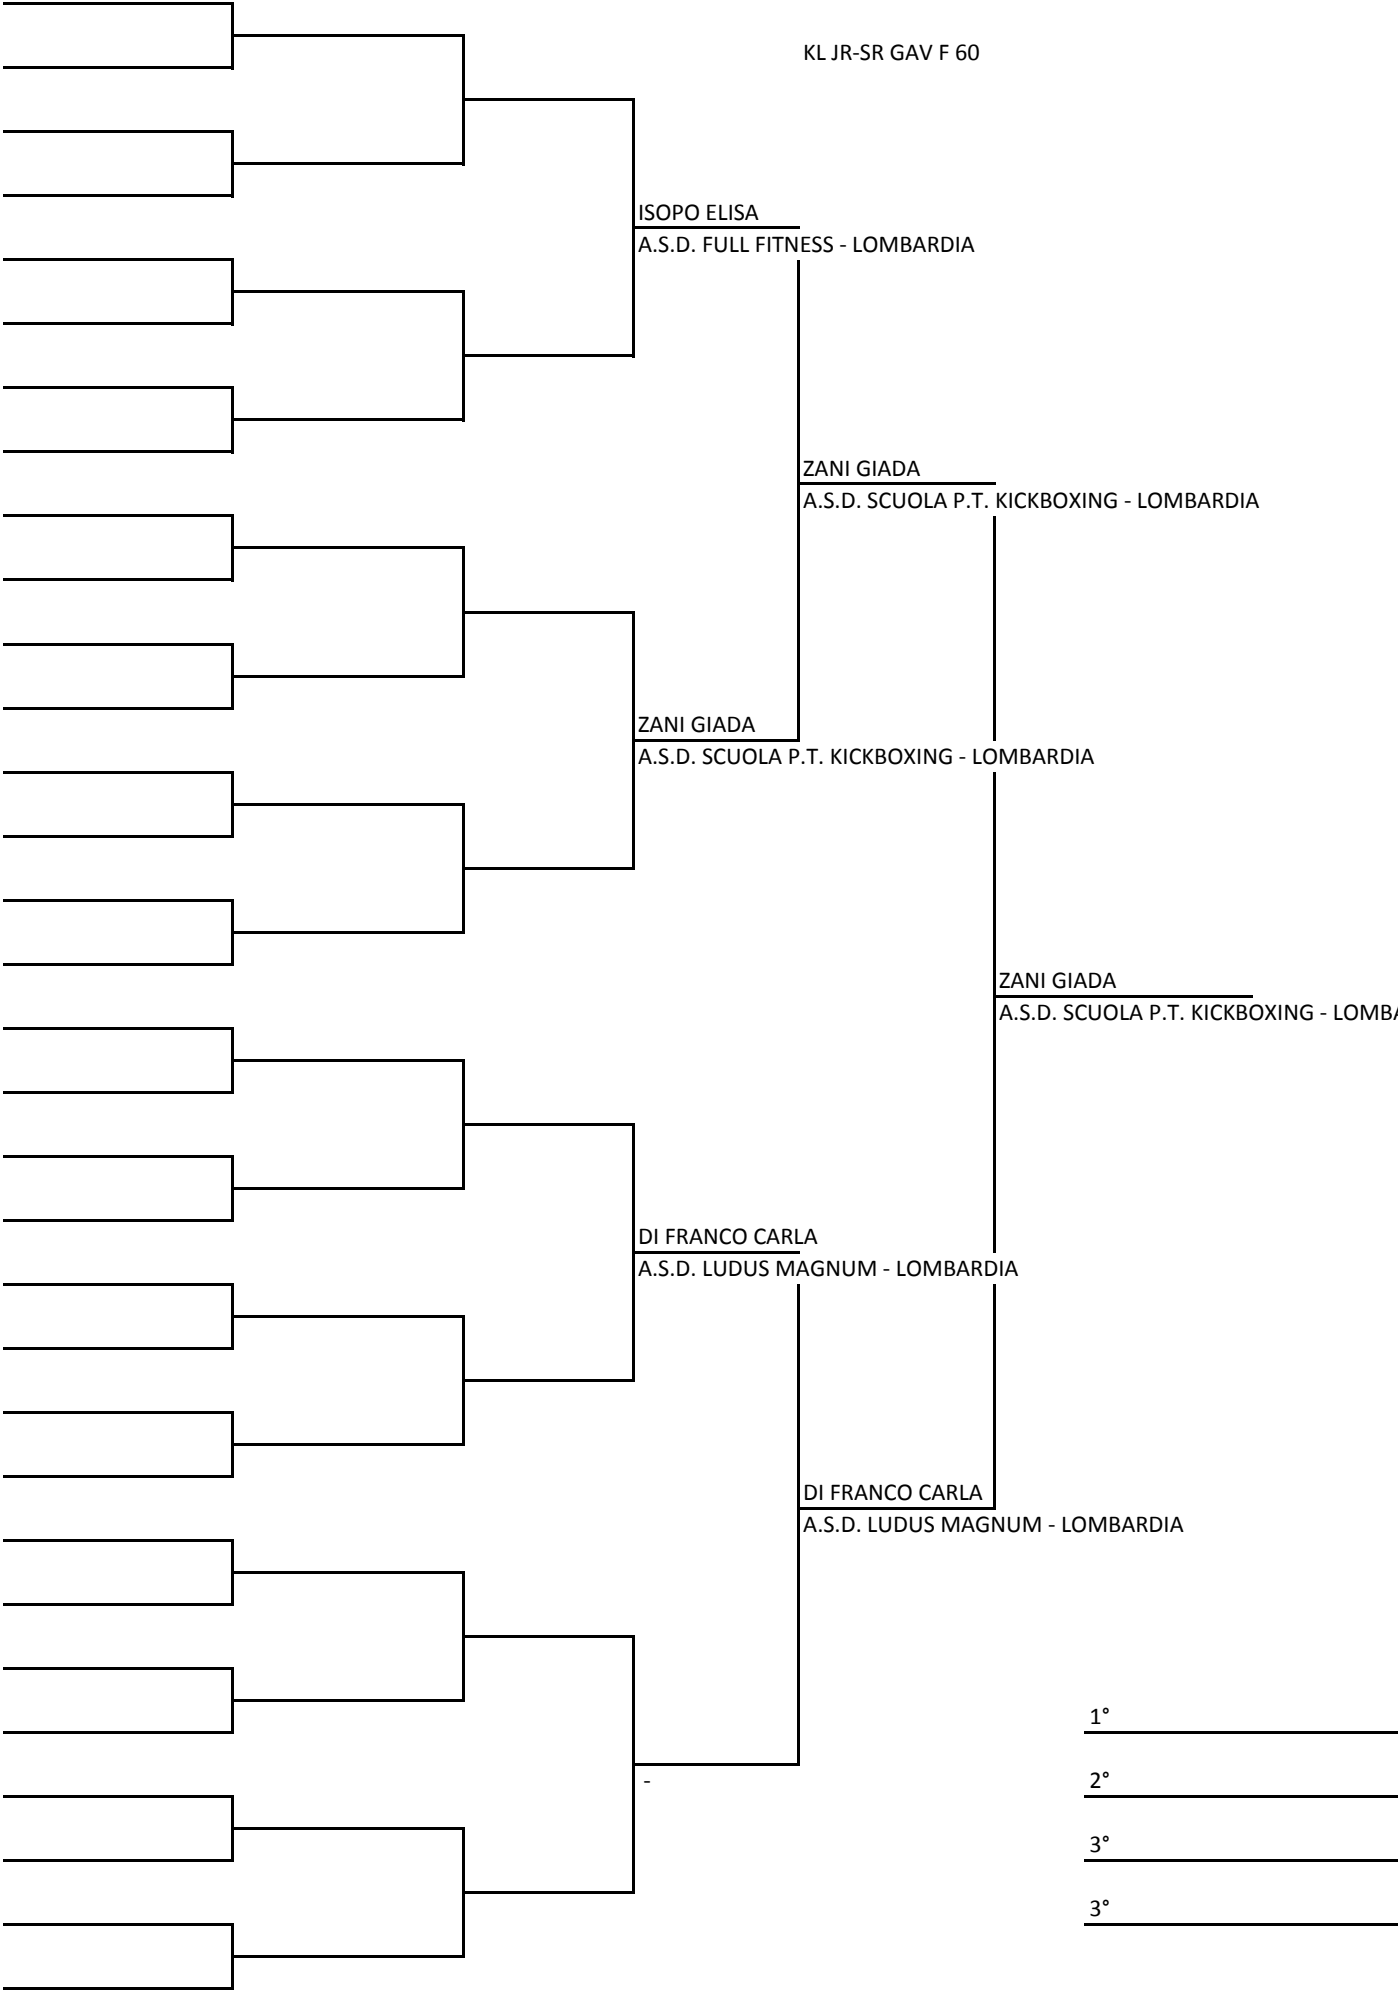 KL JR-SR GAV F 60
ISOPO ELISA
A.S.D. FULL FITNESS - LOMBARDIA
ZANI GIADA
A.S.D. SCUOLA P.T. KICKBOXING - LOMBARDIA
ZANI GIADA
A.S.D. SCUOLA P.T. KICKBOXING - LOMBARDIA
ZANI GIADA
A.S.D. SCUOLA P.T. KICKBOXING - LOMBA
DI FRANCO CARLA
A.S.D. LUDUS MAGNUM - LOMBARDIA
DI FRANCO CARLA
A.S.D. LUDUS MAGNUM - LOMBARDIA
1°
-
2°
3°
3°